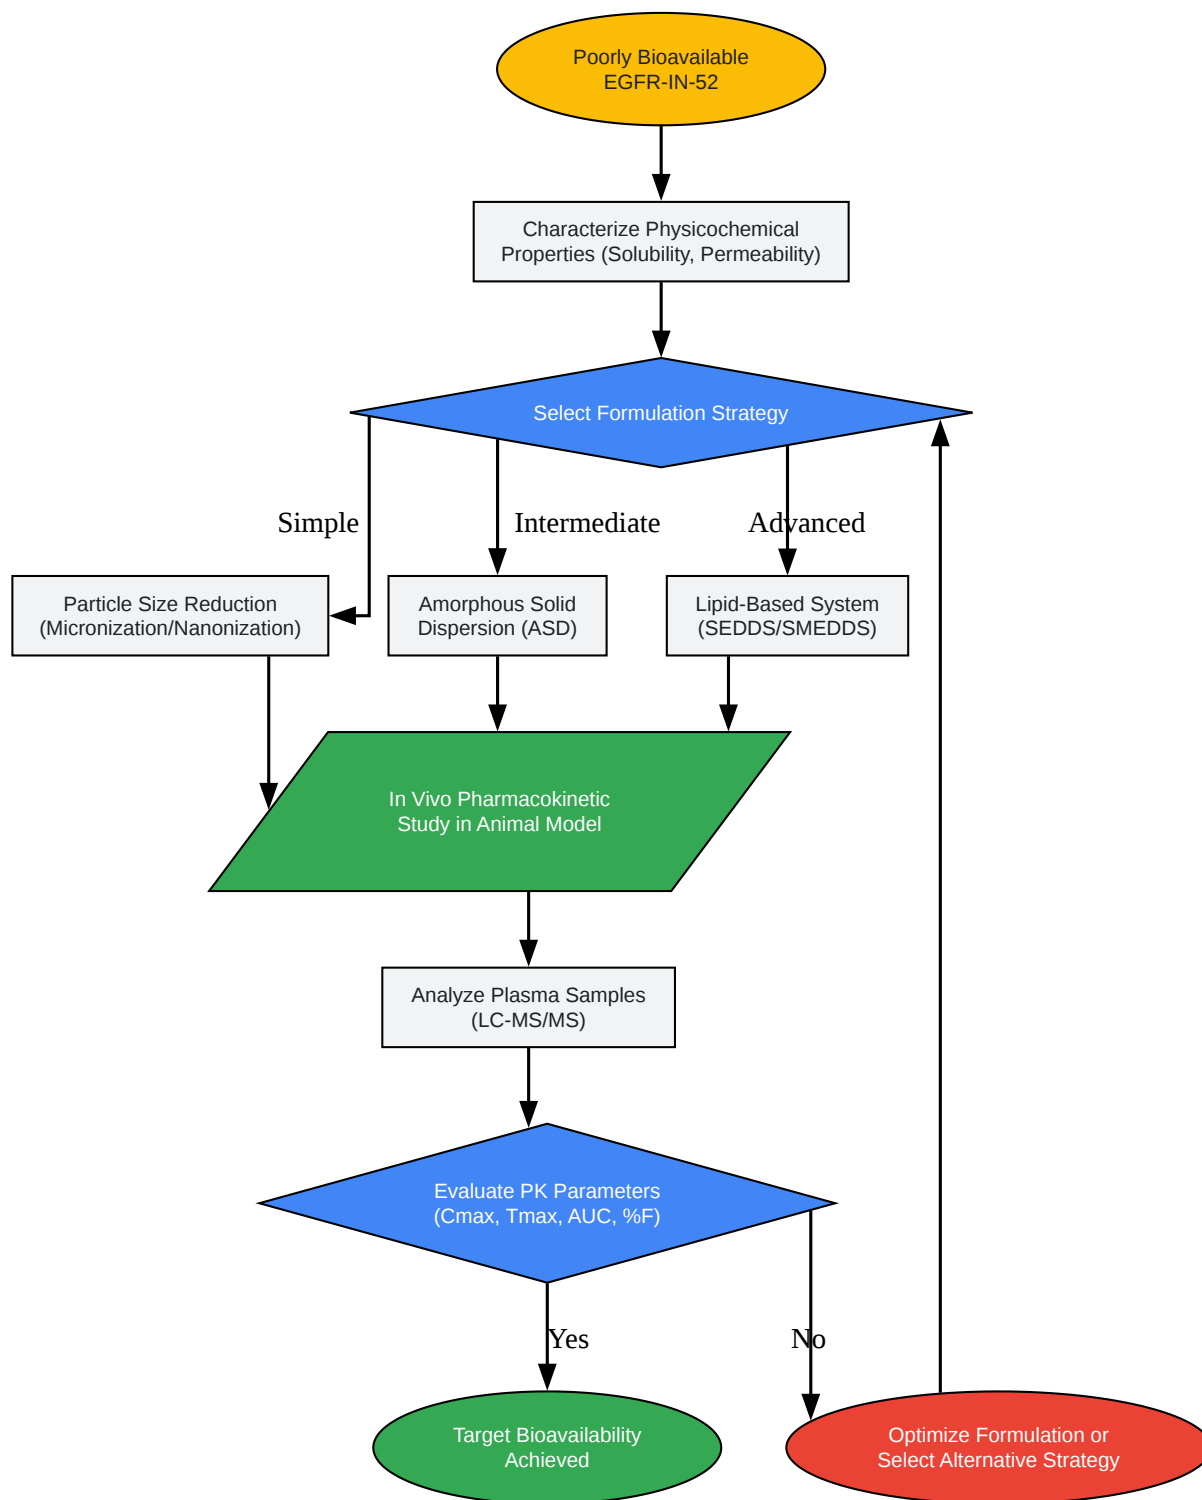 Poorly Bioavailable
EGFR-IN-52
Characterize Physicochemical
Properties (Solubility, Permeability)
Select Formulation Strategy
Simple
Intermediate
Advanced
Particle Size Reduction
(Micronization/Nanonization)
Amorphous Solid
Dispersion (ASD)
Lipid-Based System
(SEDDS/SMEDDS)
In Vivo Pharmacokinetic
Study in Animal Model
Analyze Plasma Samples
(LC-MS/MS)
Evaluate PK Parameters
(Cmax, Tmax, AUC, %F)
Yes
No
Target Bioavailability
Achieved
Optimize Formulation or
Select Alternative Strategy